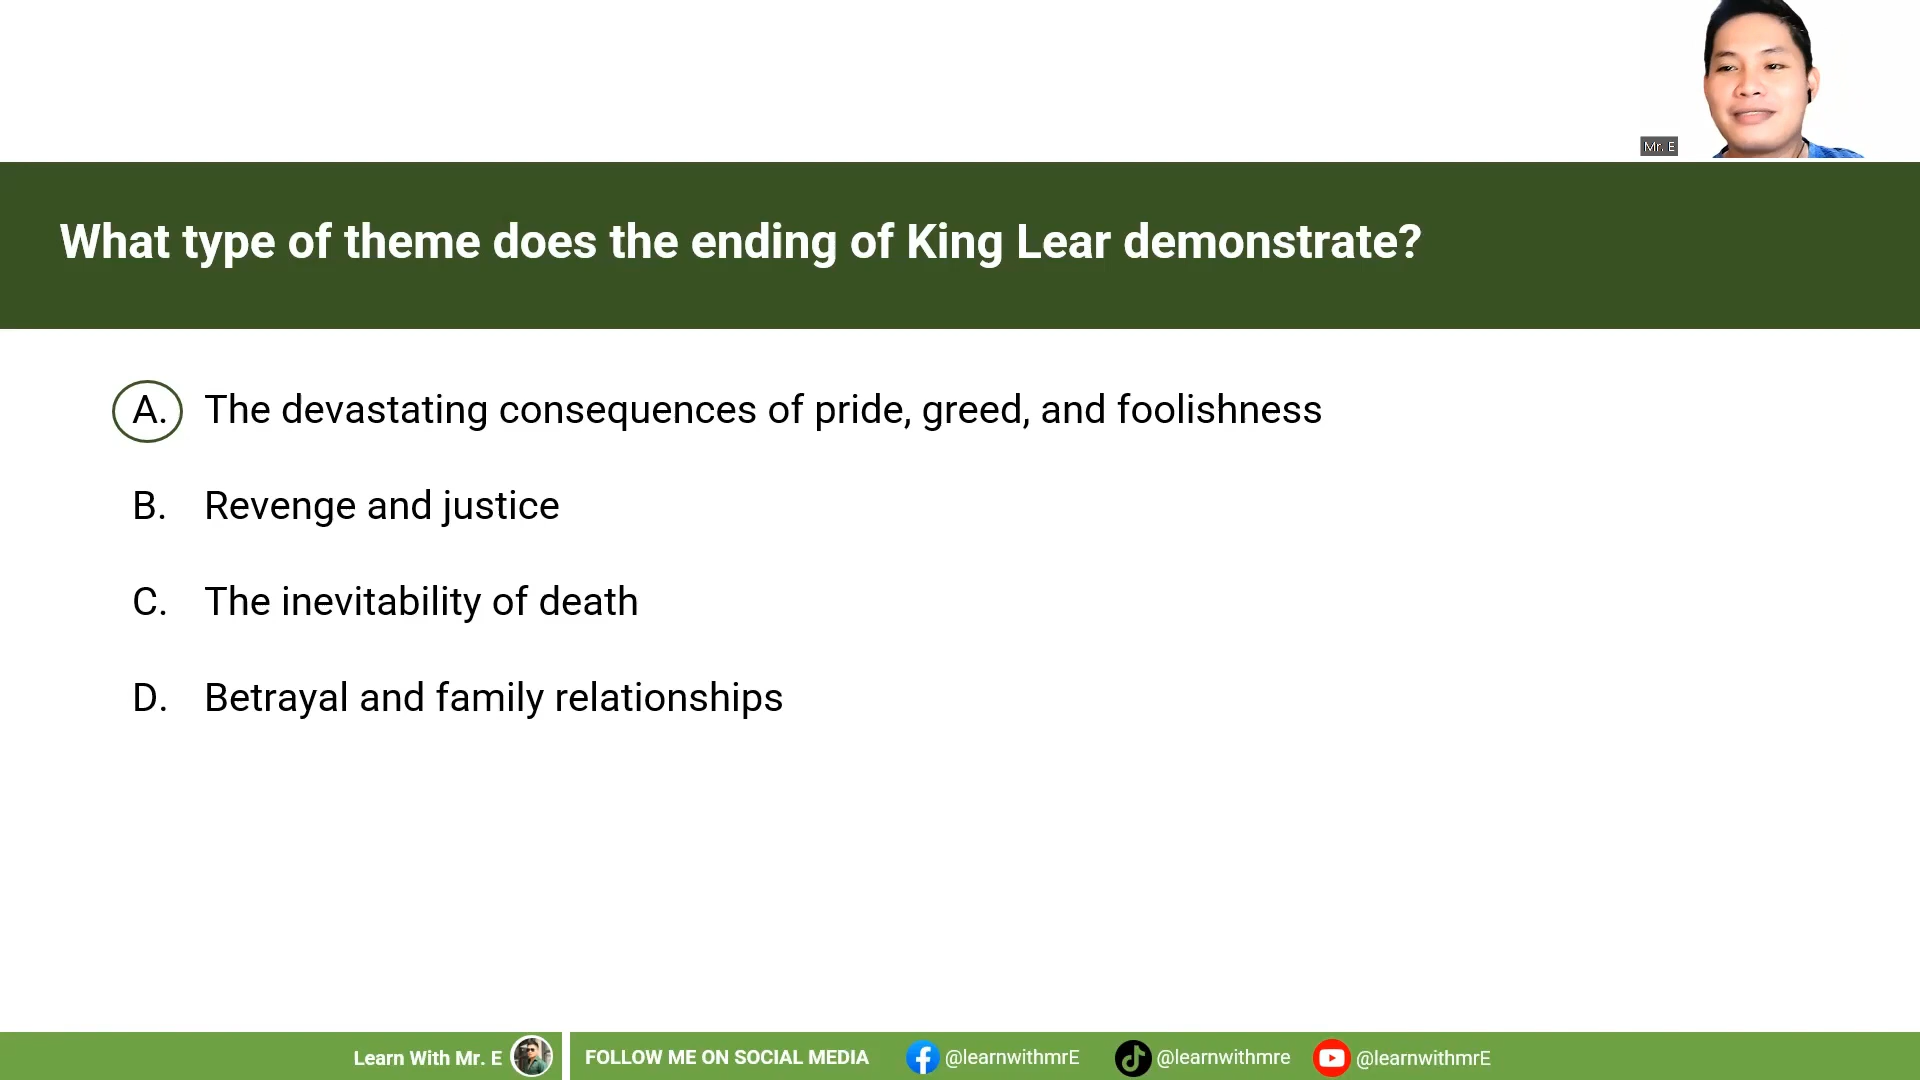 Mr. E
What type of theme does the ending of King Lear demonstrate?
A. The devastating consequences of pride, greed, and foolishness
B. Revenge and justice
C. The inevitability of death
D. Betrayal and family relationships
Learn With Mr. E FOLLOW ME ON SOCIAL MEDIA @learnwithmrE @learnwithmre @learnwithmrE